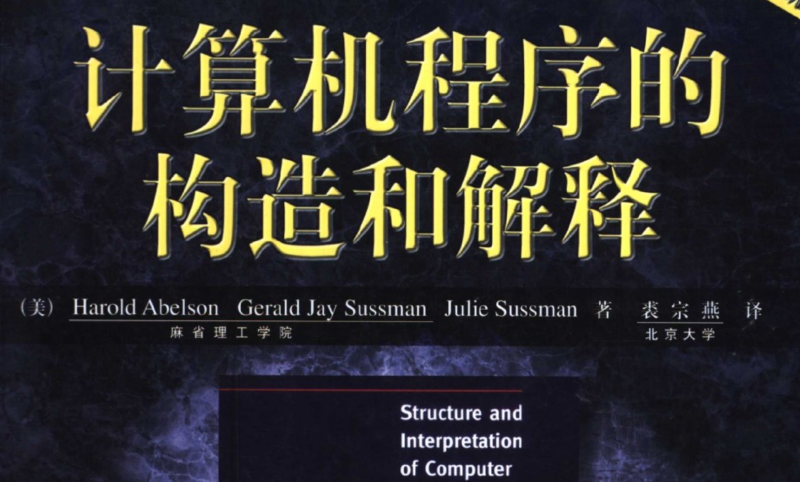 计算机程序的
构造和解释
(美) Harold Abelson Gerald Jay Sussman Julie Sussman 著 裘宗燕 译
麻省理工学院 北京大学
Structure and
Interpretation
of Computer